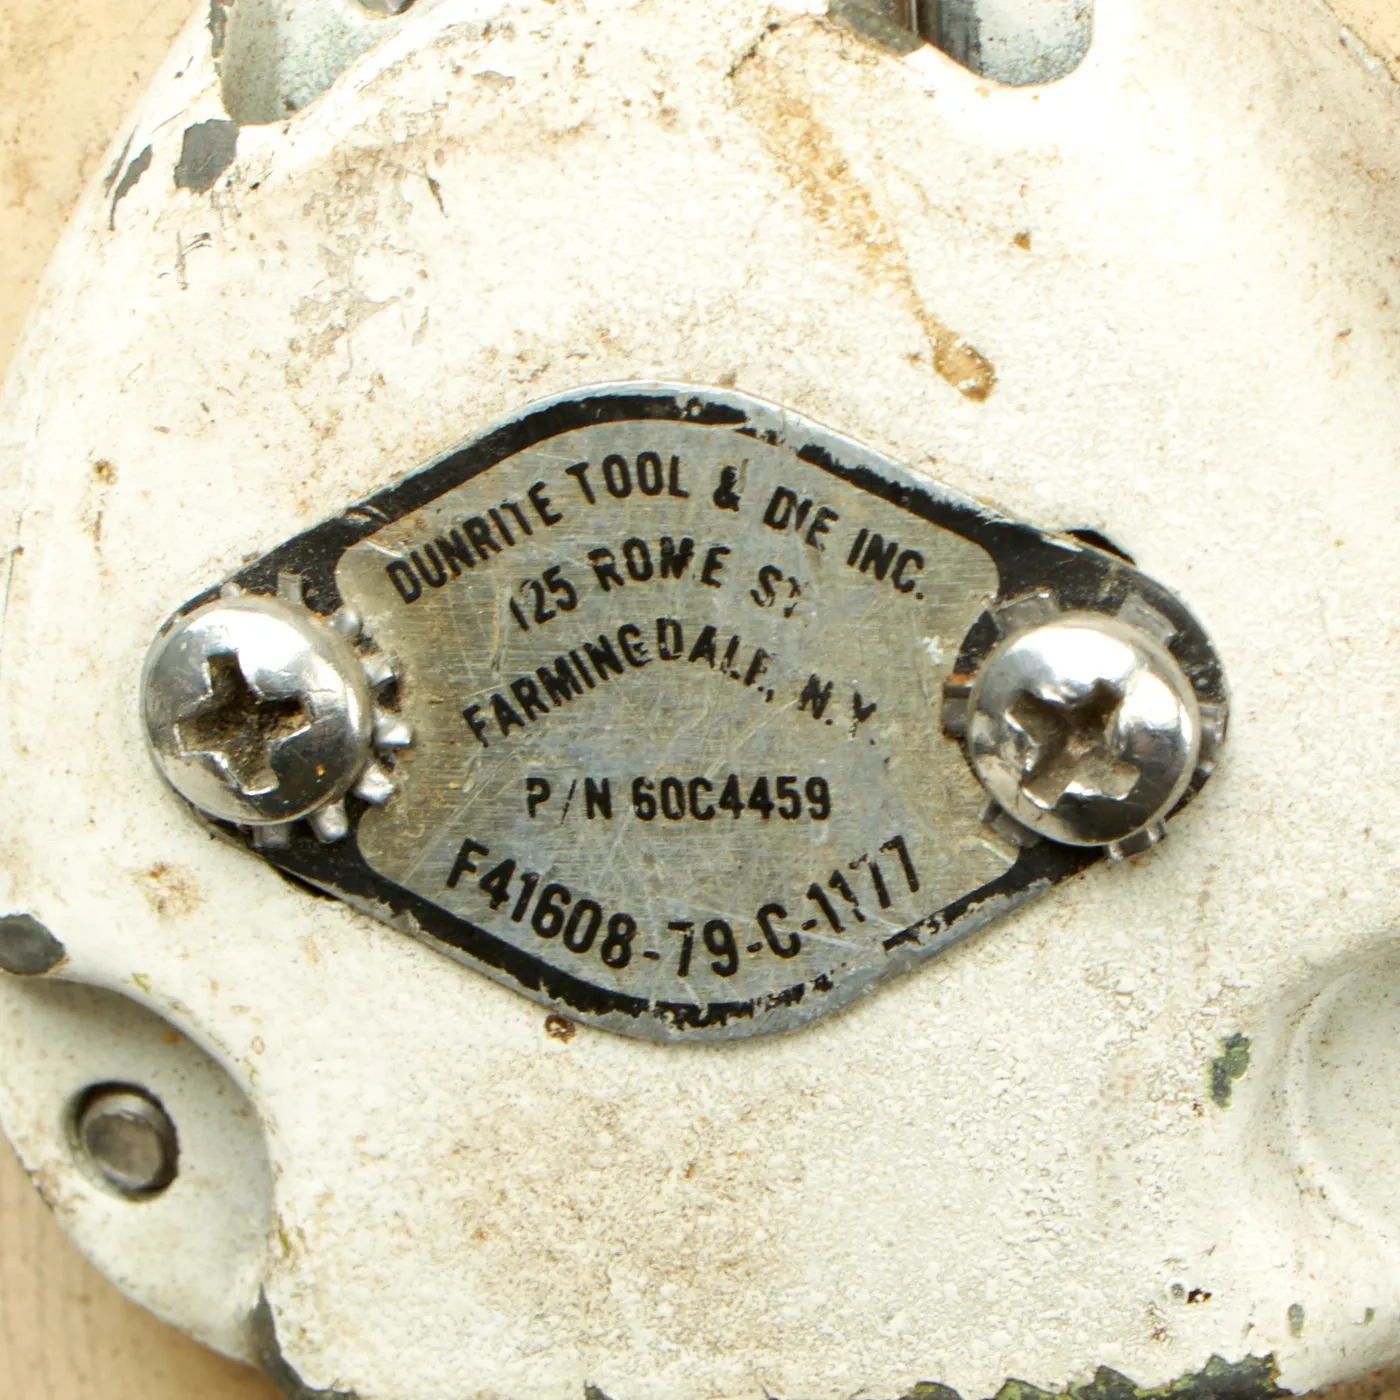 DUNRITE TOOL & DIE INC.
125 ROME ST.
FARMINGDALE, N.Y.
P/N 60C4459
F41608-79-C-1177